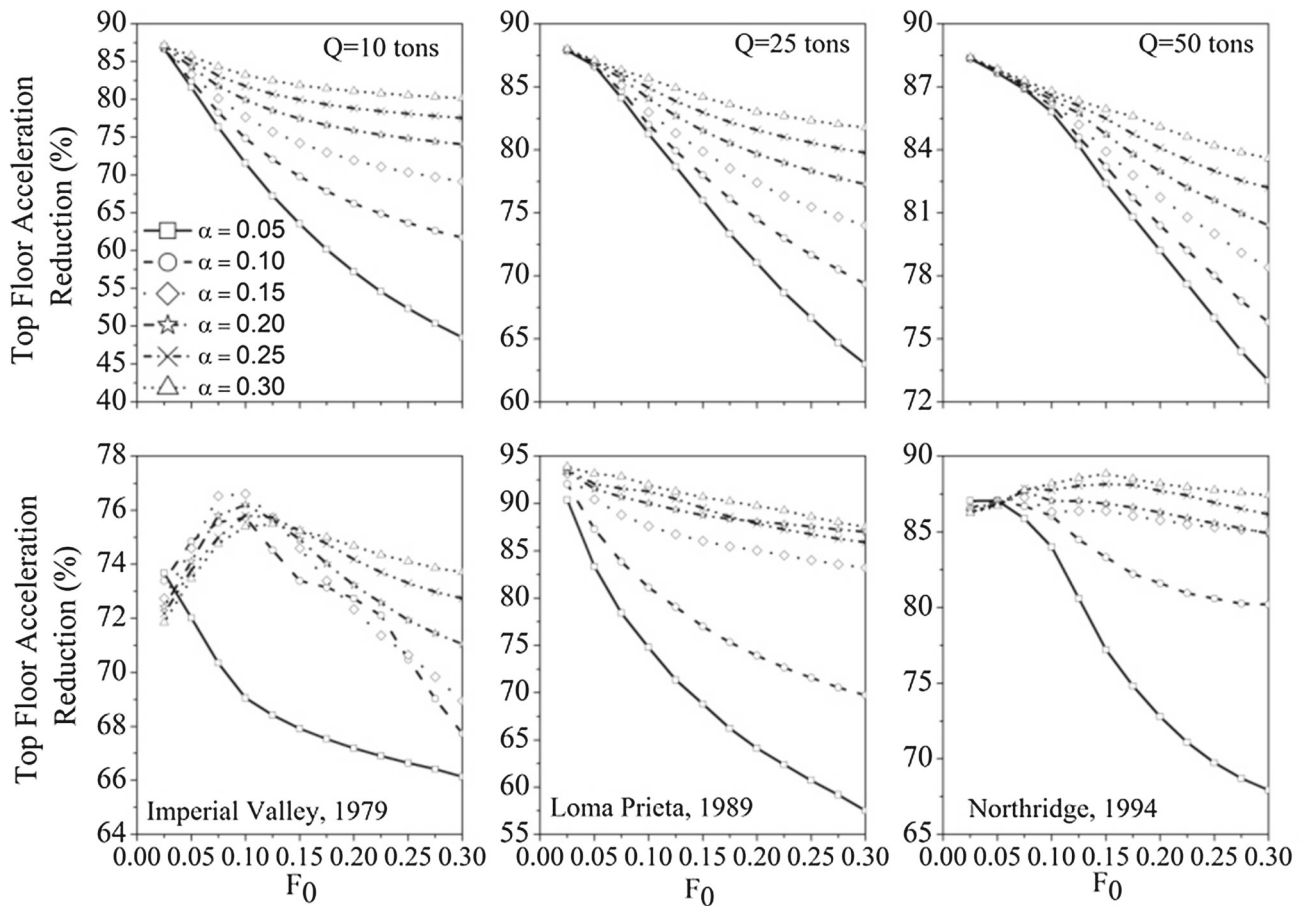 Top Floor Acceleration
Reduction (%)
90
85
80
75
70
65
60
55
50
45
40
Q=10 tons
α = 0.05
α = 0.10
α = 0.15
α = 0.20
α = 0.25
α = 0.30
90
85
80
75
70
65
60
Q=25 tons
90
87
84
81
78
75
72
Q=50 tons
Top Floor Acceleration
Reduction (%)
78
76
74
72
70
68
66
64
Imperial Valley, 1979
0.00 0.05 0.10 0.15 0.20 0.25 0.30
F0
95
90
85
80
75
70
65
60
55
Loma Prieta, 1989
0.00 0.05 0.10 0.15 0.20 0.25 0.30
F0
90
85
80
75
70
65
Northridge, 1994
0.00 0.05 0.10 0.15 0.20 0.25 0.30
F0